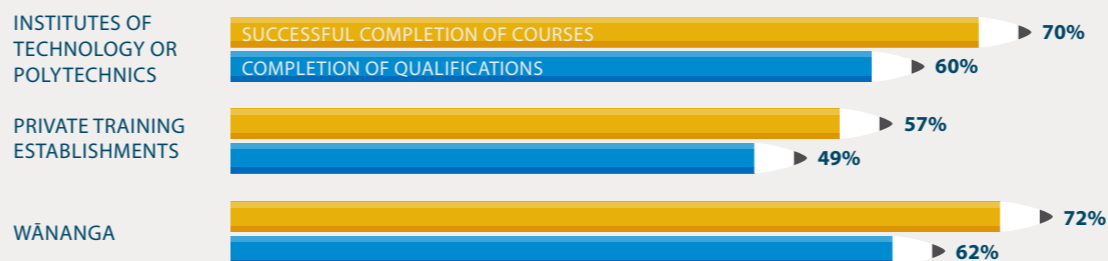 INSTITUTES OF
TECHNOLOGY OR
POLYTECHNICS
SUCCESSFUL COMPLETION OF COURSES
70%
COMPLETION OF QUALIFICATIONS
60%
PRIVATE TRAINING
ESTABLISHMENTS
57%
49%
WĀNANGA
72%
62%